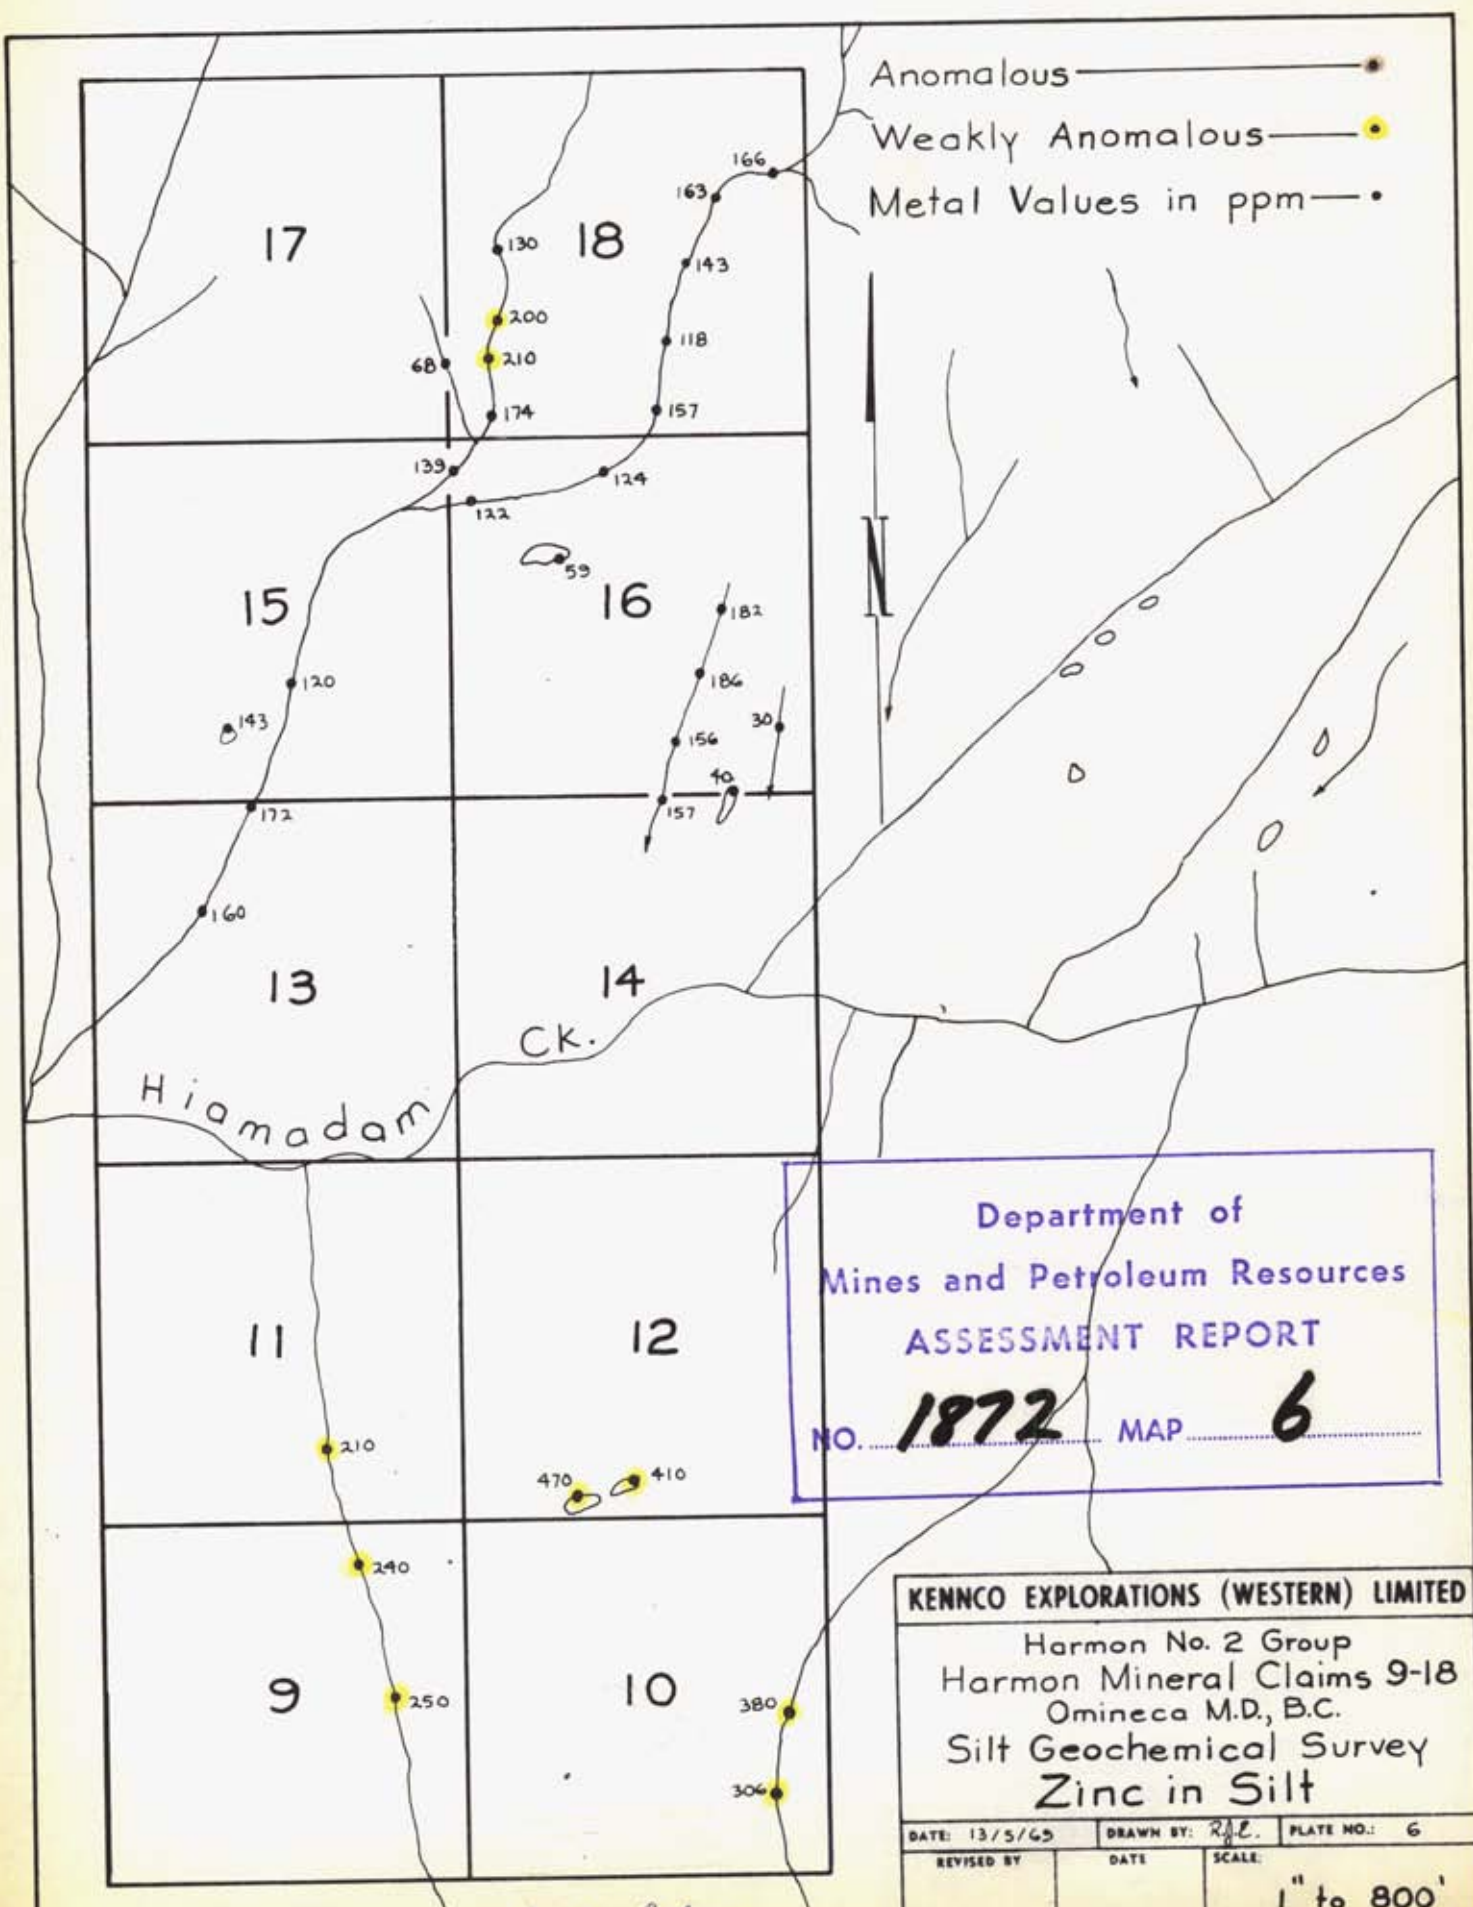 Anomalous
Weakly Anomalous
Metal Values in ppm
166
163
17
18
130
143
200
118
68
210
174
157
139
124
122
59
15
16
182
120
186
143
30
156
40
172
157
160
13
14
N
Ck.
Hiamadam
11
12
210
470
410
240
9
10
250
380
306
Department of
Mines and Petroleum Resources
ASSESSMENT REPORT
NO. 1872 MAP 6
KENNCO EXPLORATIONS (WESTERN) LIMITED
Harmon No. 2 Group
Harmon Mineral Claims 9-18
Omineca M.D., B.C.
Silt Geochemical Survey
Zinc in Silt
DATE: 13/5/69 DRAWN BY: PLATE NO.: 6
REVISED BY DATE SCALE:
1" to 800'